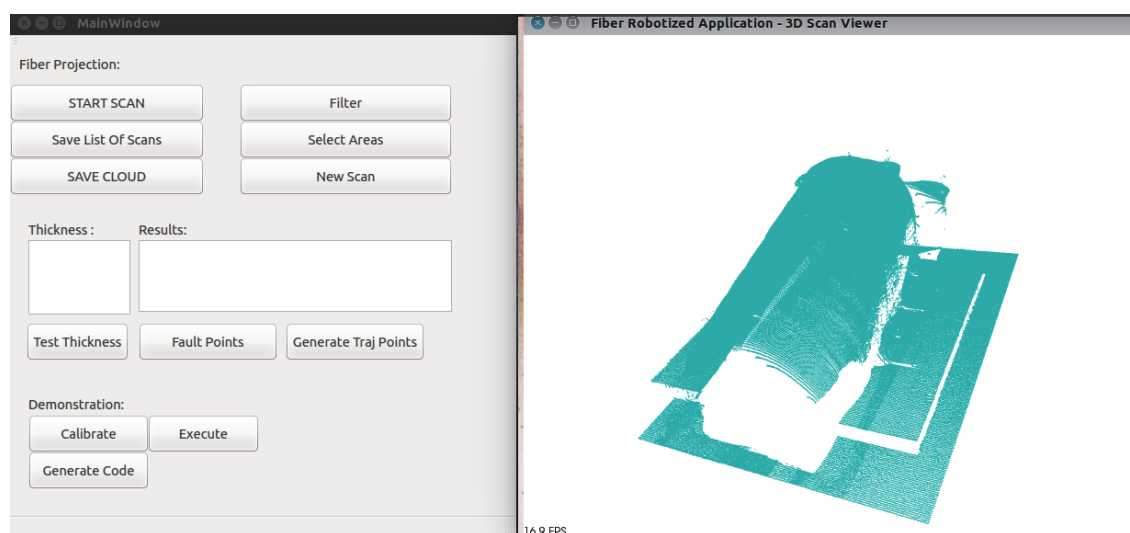 MainWindow
Fiber Projection:
START SCAN
Filter
Save List Of Scans
Select Areas
SAVE CLOUD
New Scan
Thickness :
Results:
Test Thickness
Fault Points
Generate Traj Points
Demonstration:
Calibrate
Execute
Generate Code
Fiber Robotized Application - 3D Scan Viewer
16.9 FPS